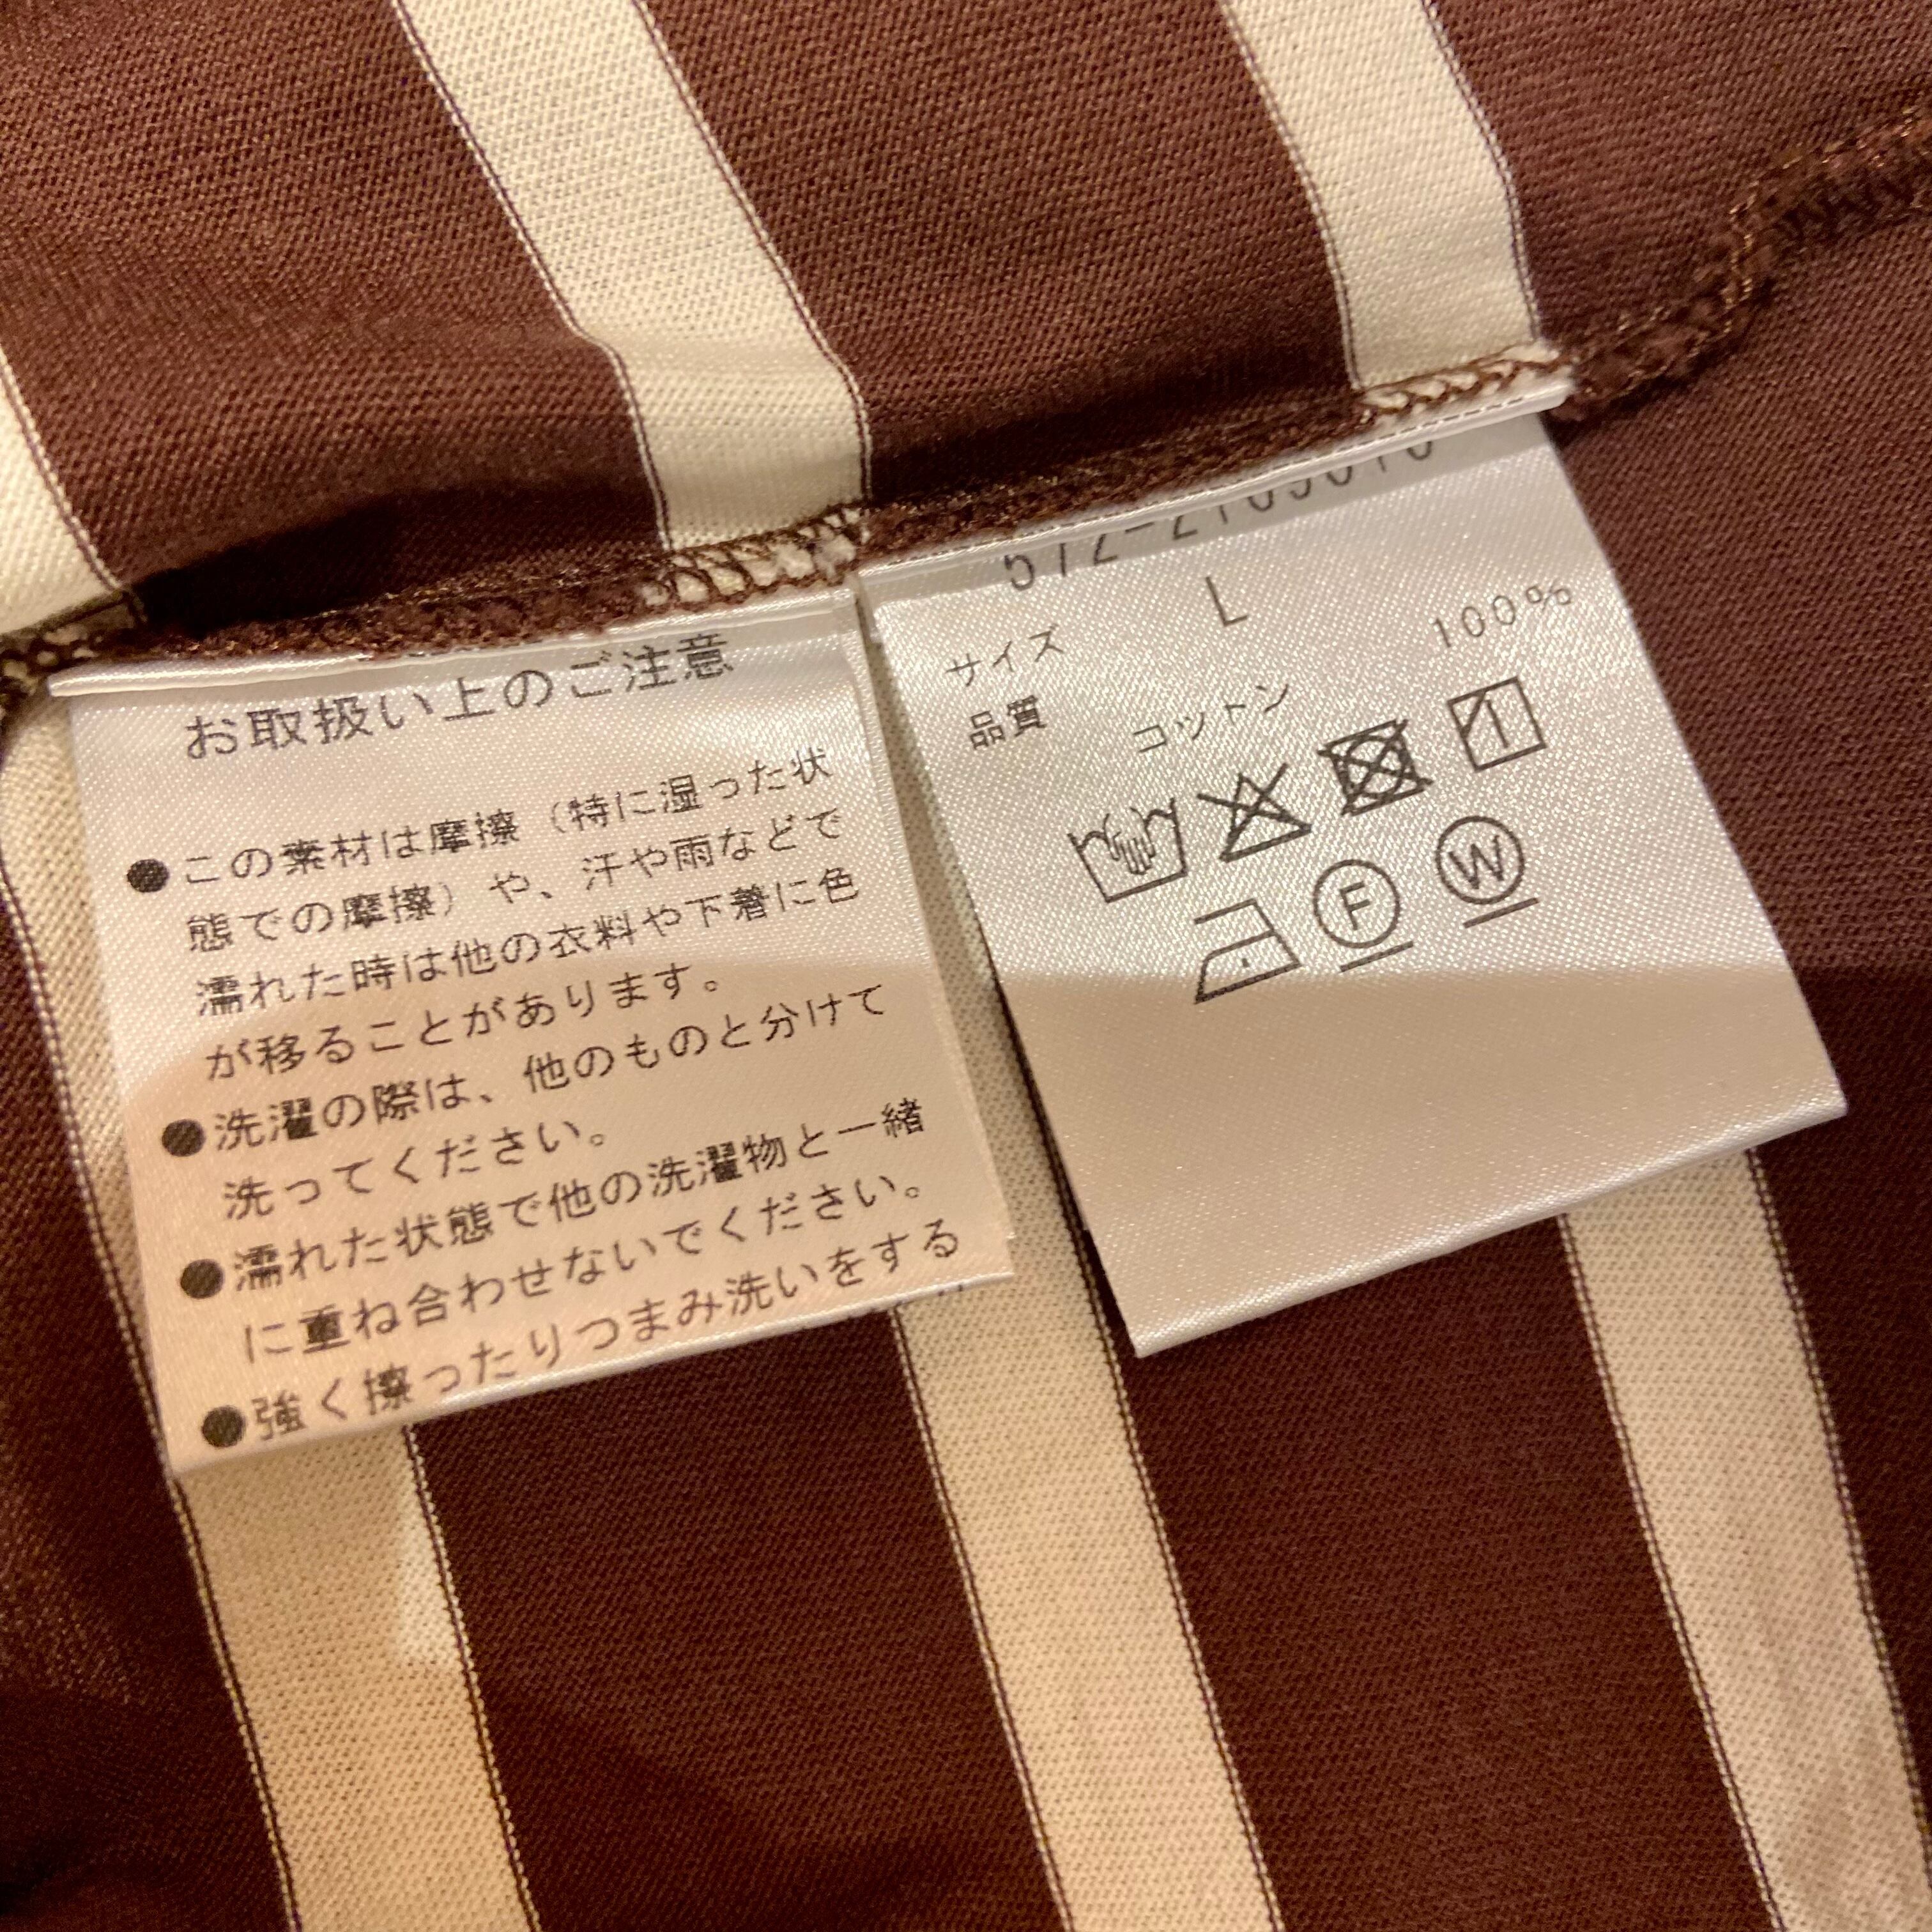 お取扱い上のご注意
●この素材は摩擦（特に湿った状
態での摩擦）や、汗や雨などで
濡れた時は他の衣料や下着に色
が移ることがあります。
●洗濯の際は、他のものと分けて
洗ってください。
●濡れた状態で他の洗濯物と一緒
に重ね合わせないでください。
●強く擦ったりつまみ洗いをする
サイズ L
品質 コットン 100%
F W